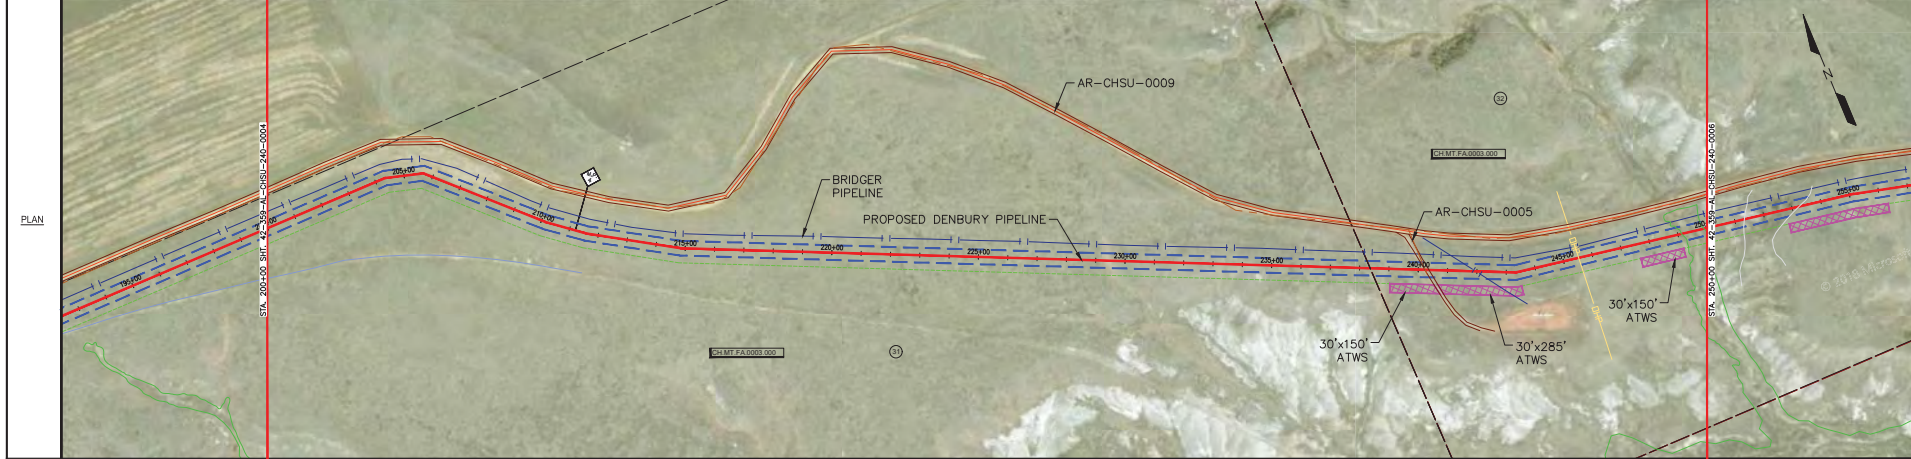 PLAN
STA. 200+00 SHT. 42-359-AL-CHSU-240-0004
195+00
205+00
210+00
215+00
220+00
225+00
230+00
235+00
240+00
245+00
250
255+00
BRIDGER
PIPELINE
PROPOSED DENBURY PIPELINE
AR-CHSU-0009
AR-CHSU-0005
32
CH.MT.FA.0003.000
CH.MT.FA.0003.000
31
30'x150'
ATWS
30'x285'
ATWS
30'x150'
ATWS
STA. 250+00 SHT. 42-359-AL-CHSU-240-0006
N